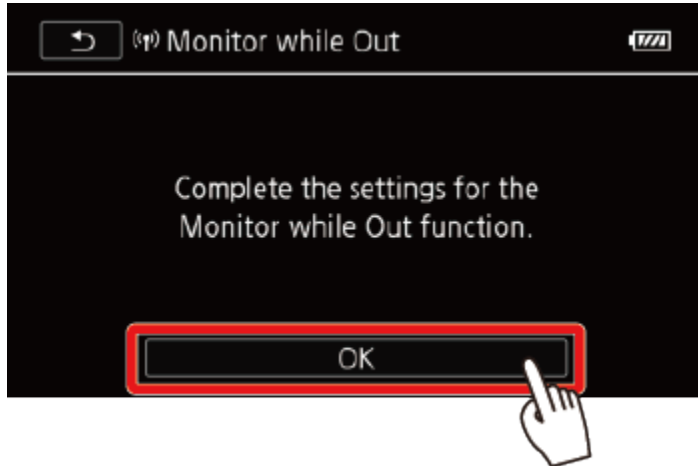 Monitor while Out
Complete the settings for the
Monitor while Out function.
OK